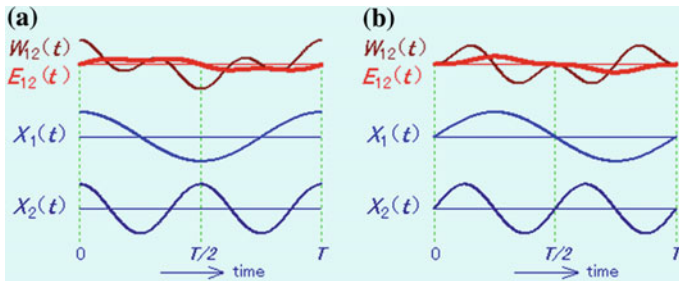 (a)
W12(t)
E12(t)
X1(t)
X2(t)
0 T/2 T
time
(b)
W12(t)
E12(t)
X1(t)
X2(t)
0 T/2 T
time